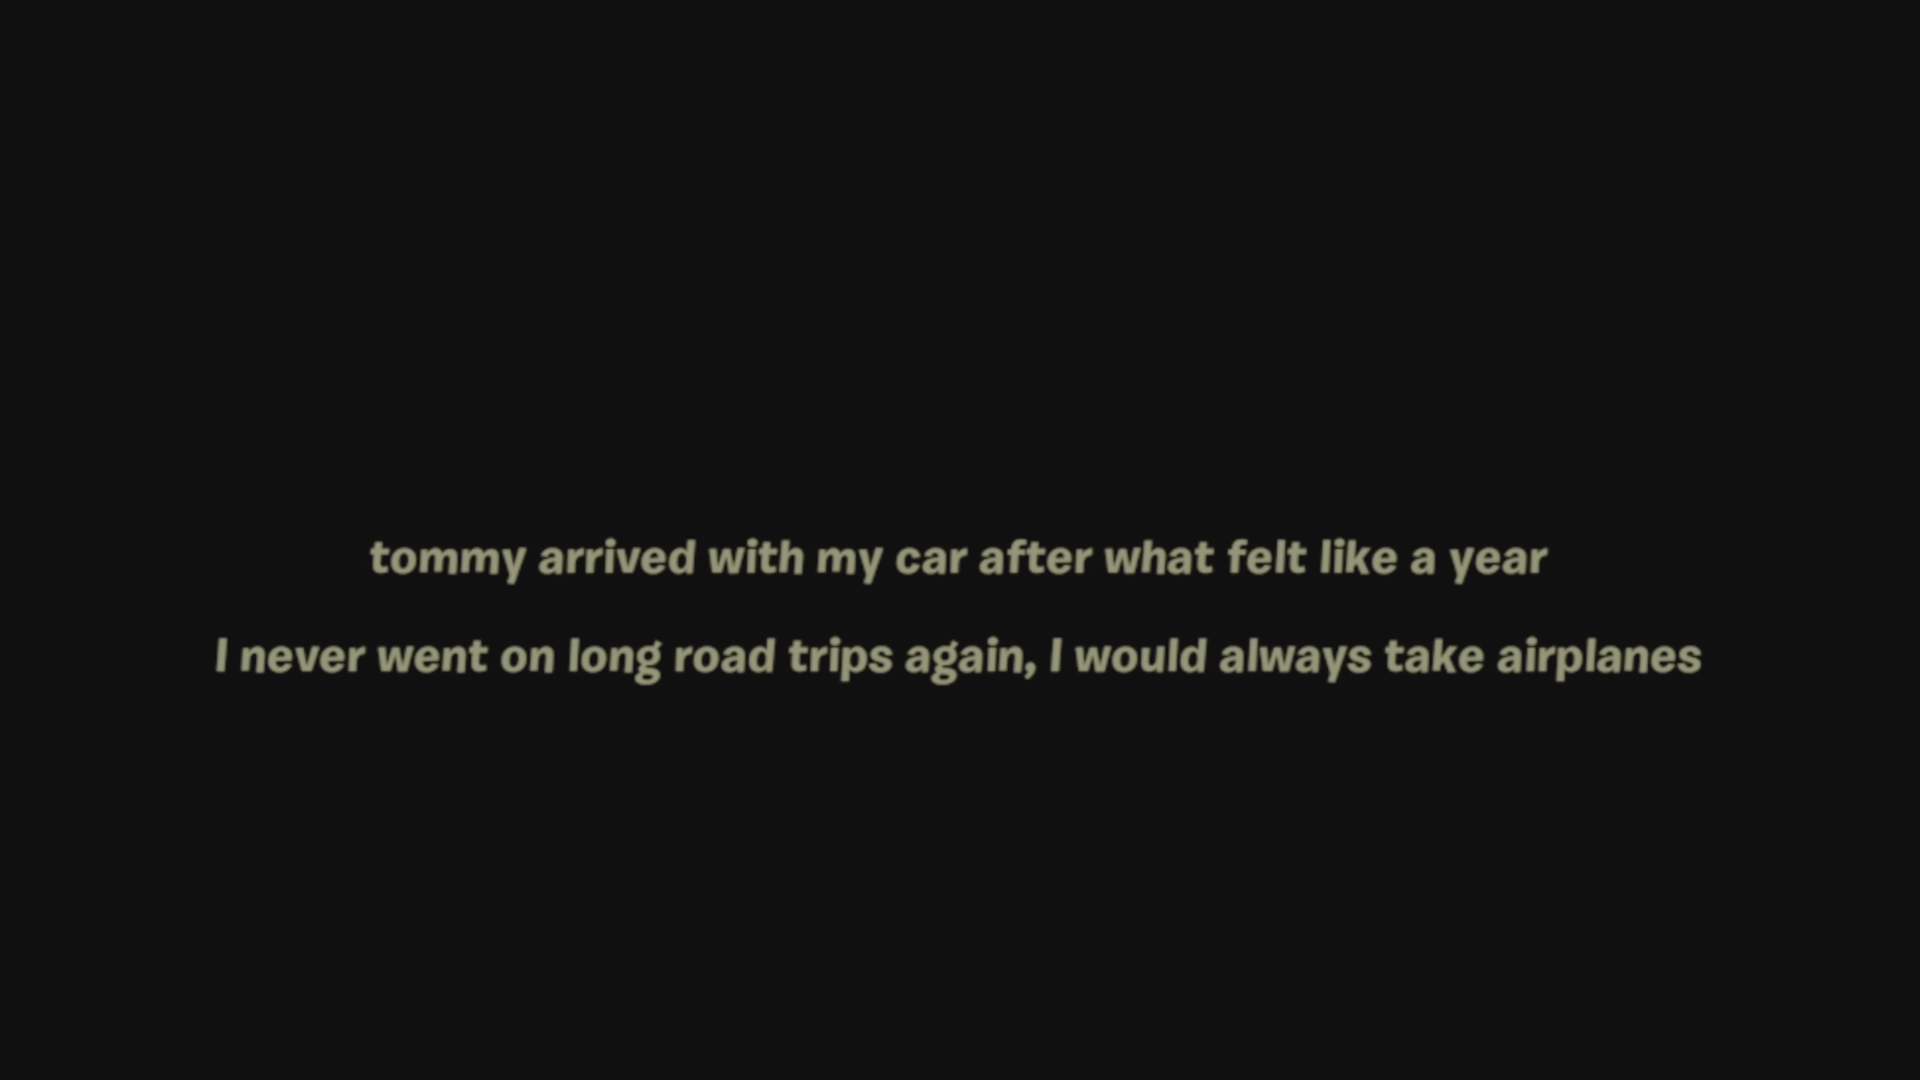 tommy arrived with my car after what felt like a year
I never went on long road trips again, I would always take airplanes